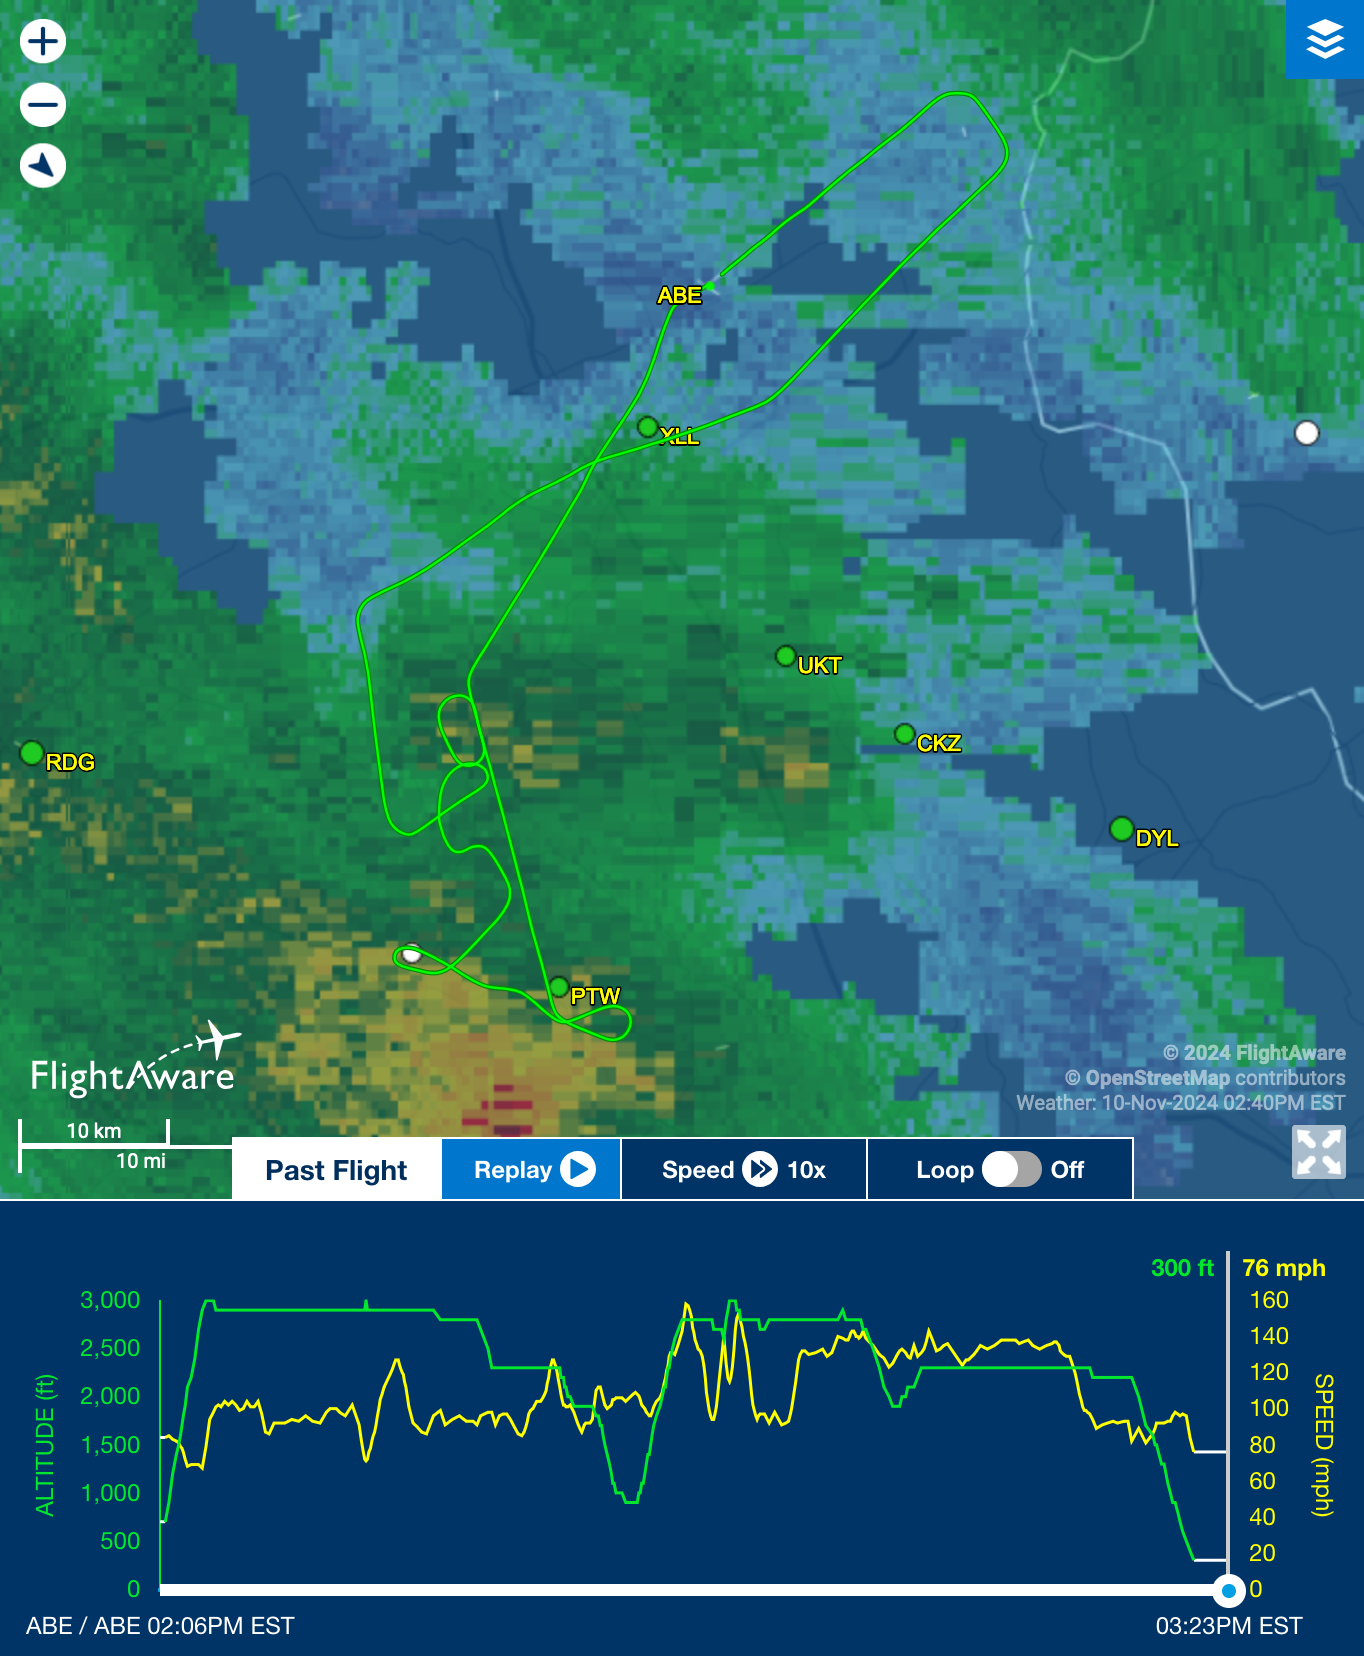 ABE
XLL
UKT
CKZ
RDG
DYL
PTW
FlightAware
© 2024 FlightAware
© OpenStreetMap contributors
Weather: 10-Nov-2024 02:40PM EST
10 km
10 mi
Past Flight
Replay
Speed 10x
Loop Off
300 ft 76 mph
3,000 160
2,500 140
120
2,000 100
1,500 80
1,000 60
40
500 20
0 0
ALTITUDE (ft)
SPEED (mph)
ABE / ABE 02:06PM EST 03:23PM EST